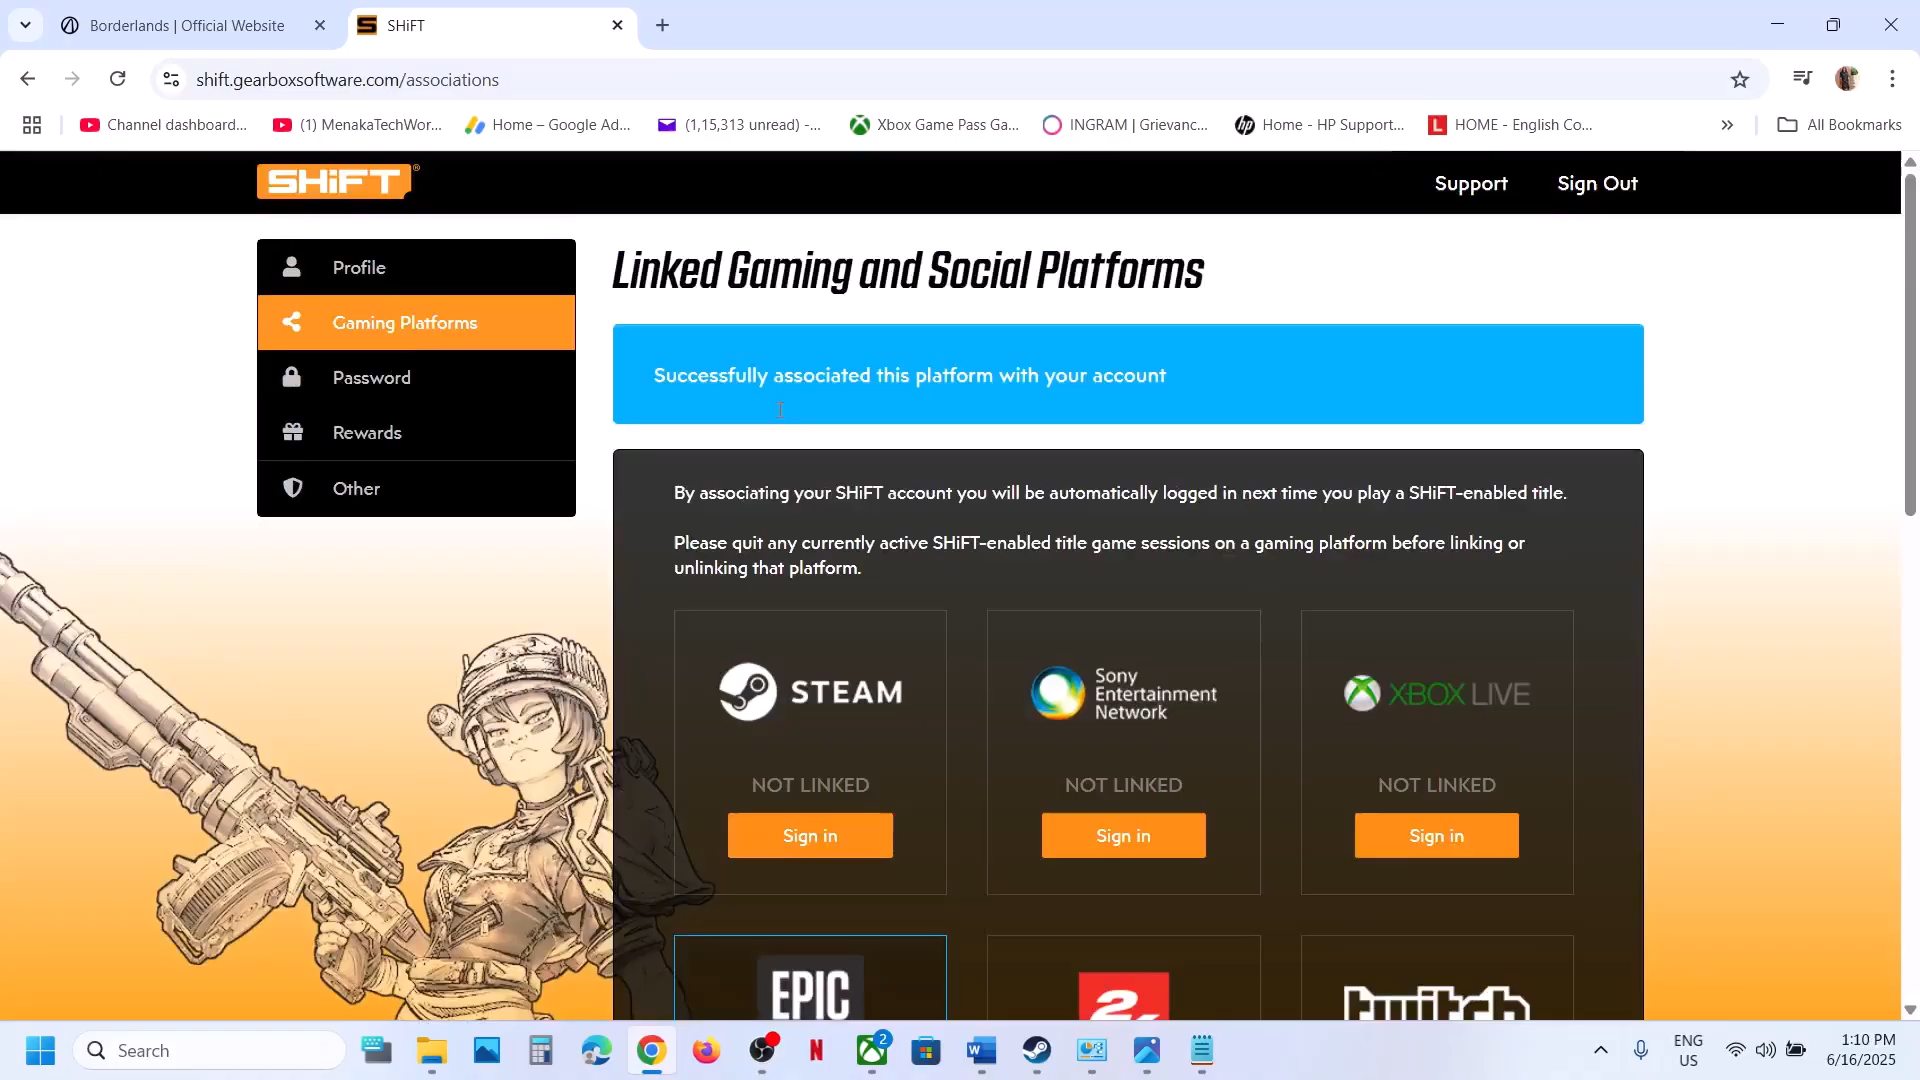 Borderlands | Official Website
SHiFT
shift.gearboxsoftware.com/associations
Channel dashboard...
(1) MenakaTechWor...
Home – Google Ad...
(1,15,313 unread) -...
Xbox Game Pass Ga...
INGRAM | Grievanc...
Home - HP Support...
HOME - English Co...
All Bookmarks
SHiFT
Support
Sign Out
Profile
Gaming Platforms
Password
Rewards
Other
Linked Gaming and Social Platforms
Successfully associated this platform with your account
By associating your SHiFT account you will be automatically logged in next time you play a SHiFT-enabled title.
Please quit any currently active SHiFT-enabled title game sessions on a gaming platform before linking or
unlinking that platform.
STEAM
NOT LINKED
Sign in
Sony
Entertainment
Network
NOT LINKED
Sign in
XBOX LIVE
NOT LINKED
Sign in
EPIC
2K
twitch
Search
2
ENG
US
1:10 PM
6/16/2025